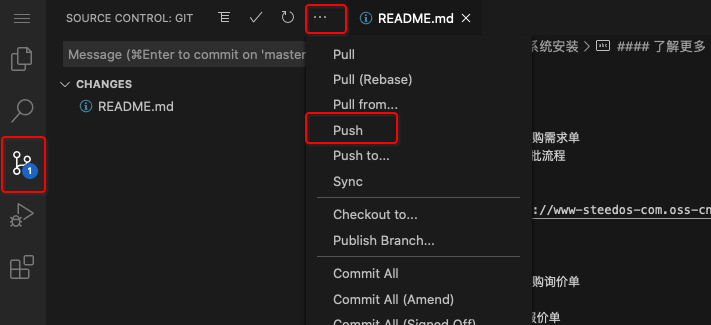 SOURCE CONTROL: GIT
README.md
Message (⌘Enter to commit on 'master
系统安装 > abc #### 了解更多
CHANGES
README.md
1
Pull
Pull (Rebase)
Pull from...
Push
Push to...
Sync
Checkout to...
Publish Branch...
Commit All
Commit All (Amend)
Commit All (Signed Off)
购需求单
批流程
://www-steedos-com.oss-cn
购询价单
价单